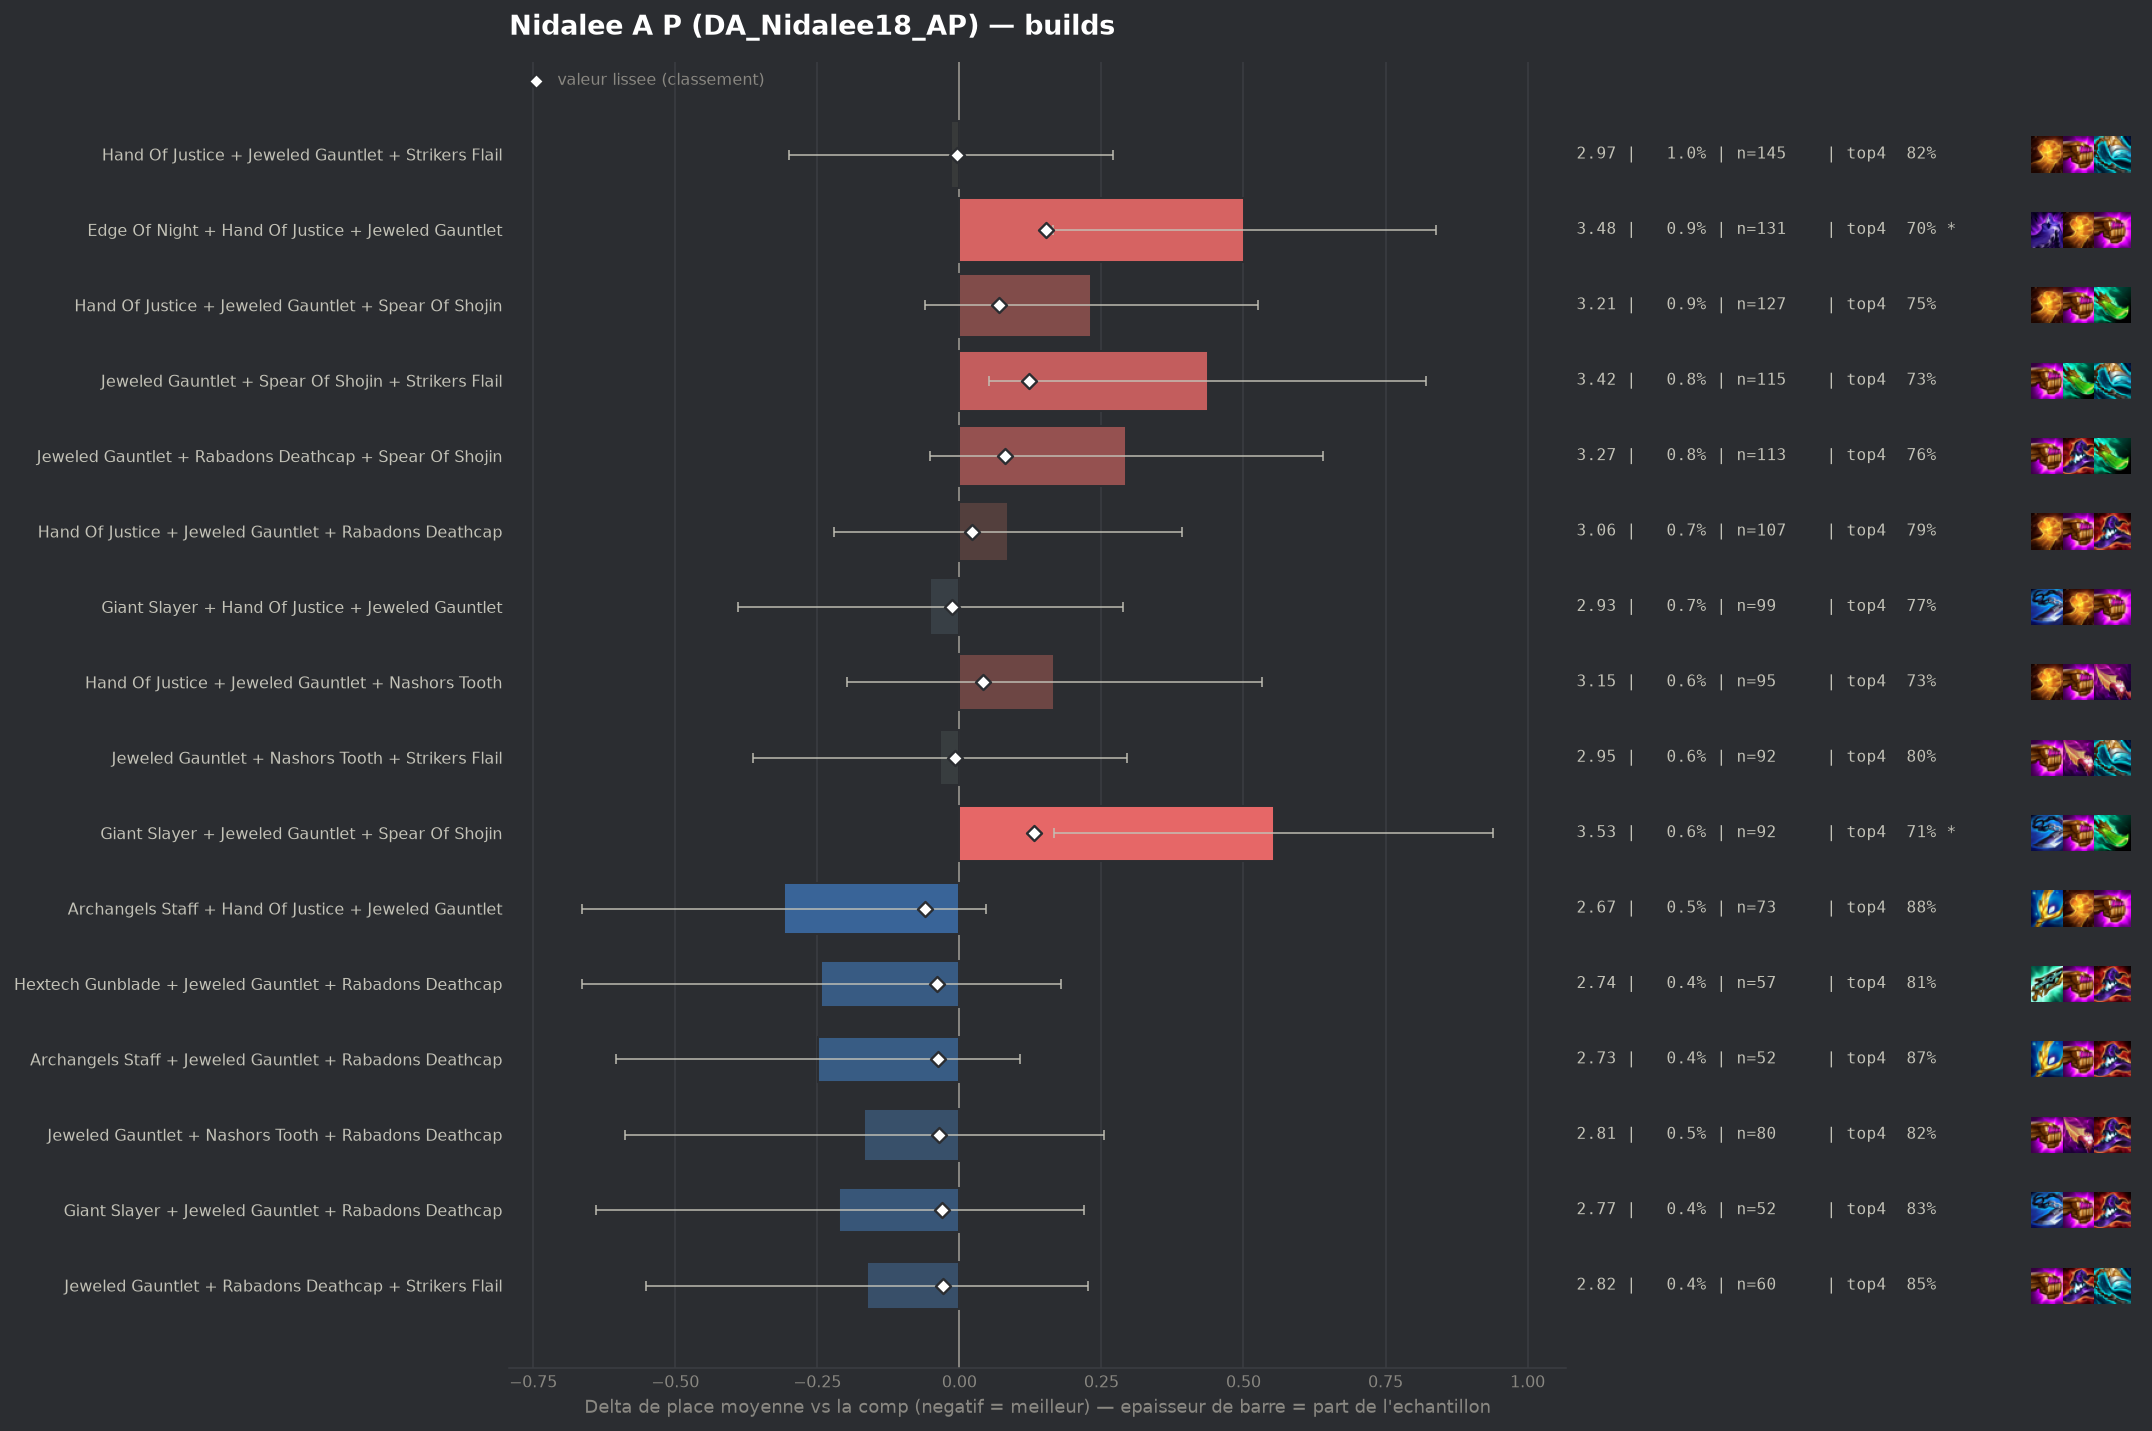 Nidalee A P (DA_Nidalee18_AP) — builds
valeur lissee (classement)
Hand Of Justice + Jeweled Gauntlet + Strikers Flail 2.97 | 1.0% | n=145 | top4 82%
Edge Of Night + Hand Of Justice + Jeweled Gauntlet 3.48 | 0.9% | n=131 | top4 70% *
Hand Of Justice + Jeweled Gauntlet + Spear Of Shojin 3.21 | 0.9% | n=127 | top4 75%
Jeweled Gauntlet + Spear Of Shojin + Strikers Flail 3.42 | 0.8% | n=115 | top4 73%
Jeweled Gauntlet + Rabadons Deathcap + Spear Of Shojin 3.27 | 0.8% | n=113 | top4 76%
Hand Of Justice + Jeweled Gauntlet + Rabadons Deathcap 3.06 | 0.7% | n=107 | top4 79%
Giant Slayer + Hand Of Justice + Jeweled Gauntlet 2.93 | 0.7% | n=99 | top4 77%
Hand Of Justice + Jeweled Gauntlet + Nashors Tooth 3.15 | 0.6% | n=95 | top4 73%
Jeweled Gauntlet + Nashors Tooth + Strikers Flail 2.95 | 0.6% | n=92 | top4 80%
Giant Slayer + Jeweled Gauntlet + Spear Of Shojin 3.53 | 0.6% | n=92 | top4 71% *
Archangels Staff + Hand Of Justice + Jeweled Gauntlet 2.67 | 0.5% | n=73 | top4 88%
Hextech Gunblade + Jeweled Gauntlet + Rabadons Deathcap 2.74 | 0.4% | n=57 | top4 81%
Archangels Staff + Jeweled Gauntlet + Rabadons Deathcap 2.73 | 0.4% | n=52 | top4 87%
Jeweled Gauntlet + Nashors Tooth + Rabadons Deathcap 2.81 | 0.5% | n=80 | top4 82%
Giant Slayer + Jeweled Gauntlet + Rabadons Deathcap 2.77 | 0.4% | n=52 | top4 83%
Jeweled Gauntlet + Rabadons Deathcap + Strikers Flail 2.82 | 0.4% | n=60 | top4 85%
−0.75 −0.50 −0.25 0.00 0.25 0.50 0.75 1.00
Delta de place moyenne vs la comp (negatif = meilleur) — epaisseur de barre = part de l'echantillon